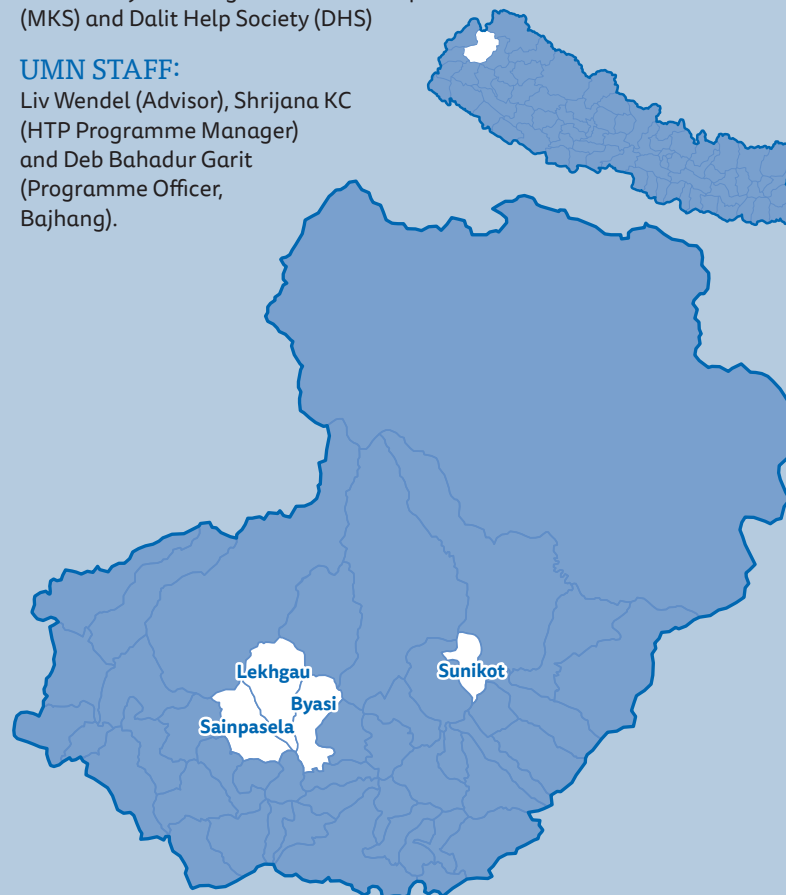 (MKS) and Dalit Help Society (DHS)
UMN STAFF:
Liv Wendel (Advisor), Shrijana KC
(HTP Programme Manager)
and Deb Bahadur Garit
(Programme Officer,
Bajhang).
Lekhgau
Byasi
Sainpasela
Sunikot